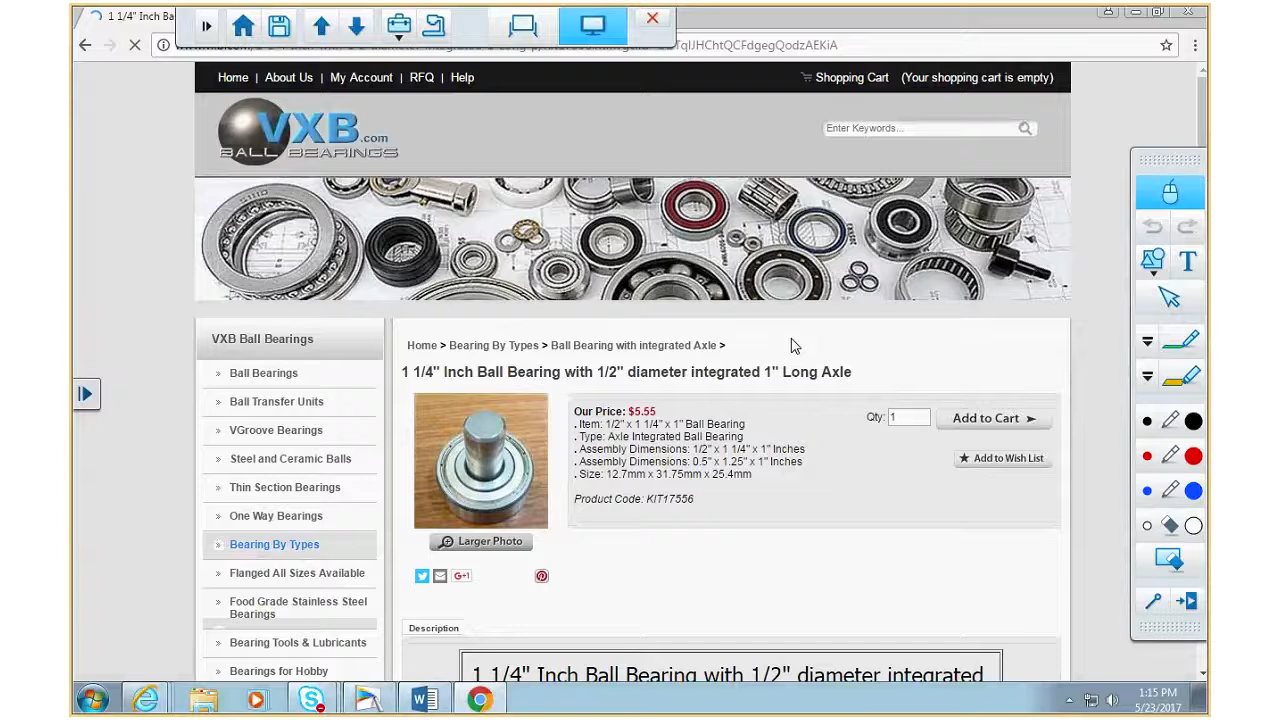 1 1/4" Inch Ba
TqlJHChtQCFdgegQodzAEKiA
Home | About Us | My Account | RFQ | Help
Shopping Cart (Your shopping cart is empty)
VXB.com
BALL BEARINGS
Enter Keywords...
VXB Ball Bearings
» Ball Bearings
» Ball Transfer Units
» VGroove Bearings
» Steel and Ceramic Balls
» Thin Section Bearings
» One Way Bearings
» Bearing By Types
» Flanged All Sizes Available
» Food Grade Stainless Steel
Bearings
» Bearing Tools & Lubricants
» Bearings for Hobby
Home > Bearing By Types > Ball Bearing with integrated Axle >
1 1/4" Inch Ball Bearing with 1/2" diameter integrated 1" Long Axle
Our Price: $5.55
. Item: 1/2" x 1 1/4" x 1" Ball Bearing
. Type: Axle Integrated Ball Bearing
. Assembly Dimensions: 1/2" x 1 1/4" x 1" Inches
. Assembly Dimensions: 0.5" x 1.25" x 1" Inches
. Size: 12.7mm x 31.75mm x 25.4mm
Product Code: KIT17556
Qty: 1
Add to Cart
Add to Wish List
Larger Photo
G+1
Description
1 1/4" Inch Ball Bearing with 1/2" diameter integrated
T
1:15 PM
5/23/2017